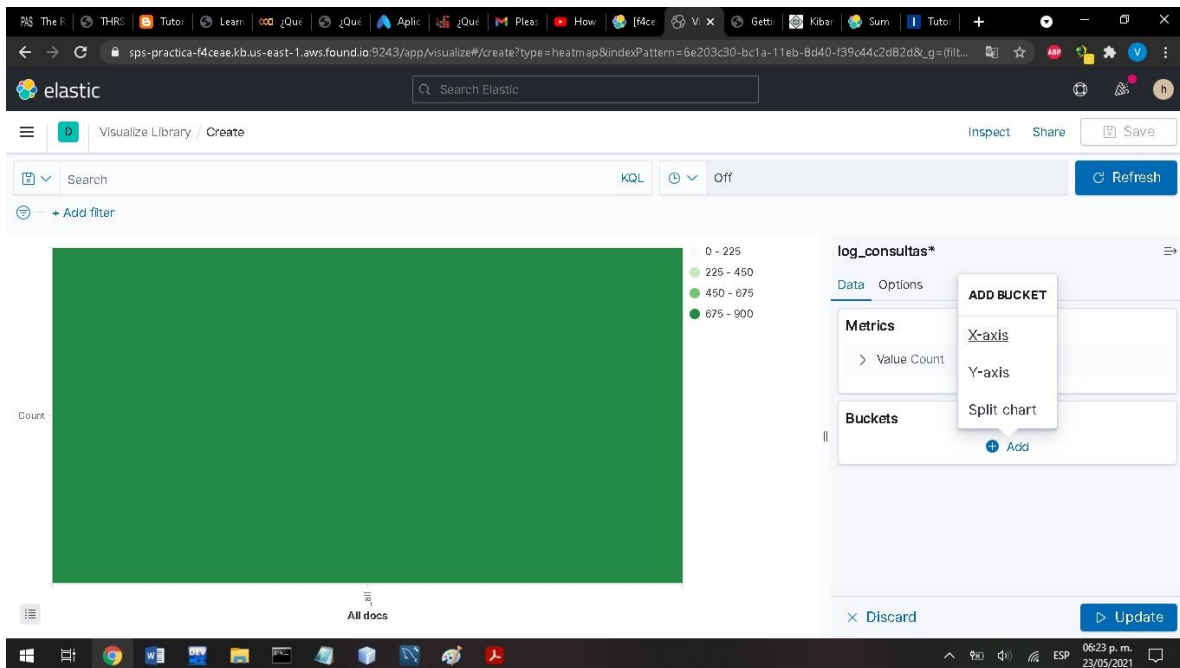 PAS The R THRS Tutor Learn ¿Qué ¿Qué Aplic ¿Qué Pleas How [f4ce Vi Getti Kibar Sum Tutor
sps-practica-f4ceae.kb.us-east-1.aws.found.io:9243/app/visualize#/create?type=heatmap&indexPattern=6e203c30-bc1a-11eb-8d40-f39c44c2d82d&_g=(filt...
ABP
V
elastic
Search Elastic
h
D Visualize Library / Create
Inspect Share Save
Search KQL Off Refresh
+ Add filter
0 - 225
225 - 450
450 - 675
675 - 900
Count
_all
All docs
log_consultas*
Data Options
Metrics
Value Count
Buckets
ADD BUCKET
X-axis
Y-axis
Split chart
Add
Discard Update
W DEV
ESP 06:23 p. m.
23/05/2021